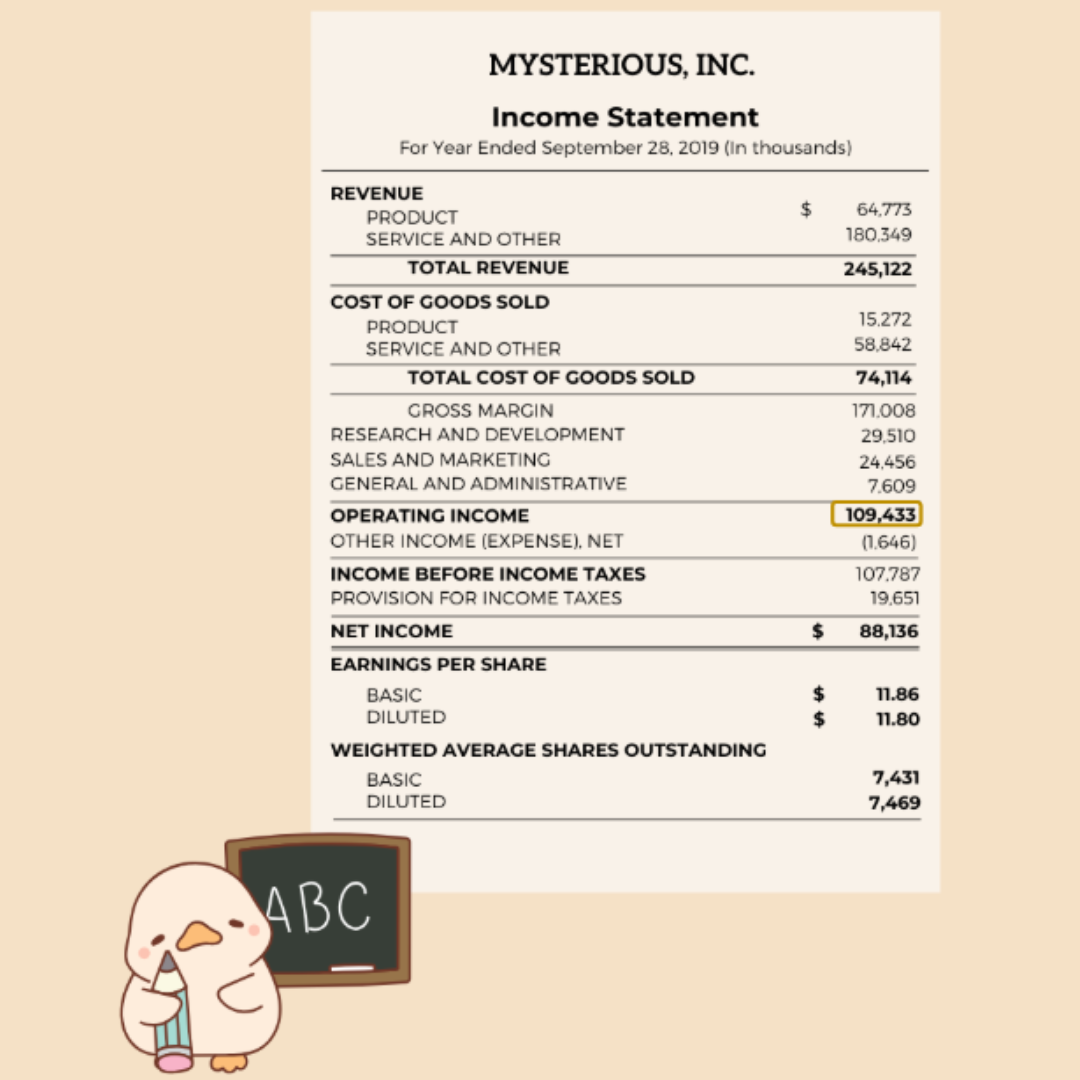 MYSTERIOUS, INC.
Income Statement
For Year Ended September 28, 2019 (In thousands)
REVENUE
PRODUCT $ 64,773
SERVICE AND OTHER 180,349
TOTAL REVENUE 245,122
COST OF GOODS SOLD
PRODUCT 15,272
SERVICE AND OTHER 58,842
TOTAL COST OF GOODS SOLD 74,114
GROSS MARGIN 171,008
RESEARCH AND DEVELOPMENT 29,510
SALES AND MARKETING 24,456
GENERAL AND ADMINISTRATIVE 7,609
OPERATING INCOME 109,433
OTHER INCOME (EXPENSE), NET (1,646)
INCOME BEFORE INCOME TAXES 107,787
PROVISION FOR INCOME TAXES 19,651
NET INCOME $ 88,136
EARNINGS PER SHARE
BASIC $ 11.86
DILUTED $ 11.80
WEIGHTED AVERAGE SHARES OUTSTANDING
BASIC 7,431
DILUTED 7,469
ABC